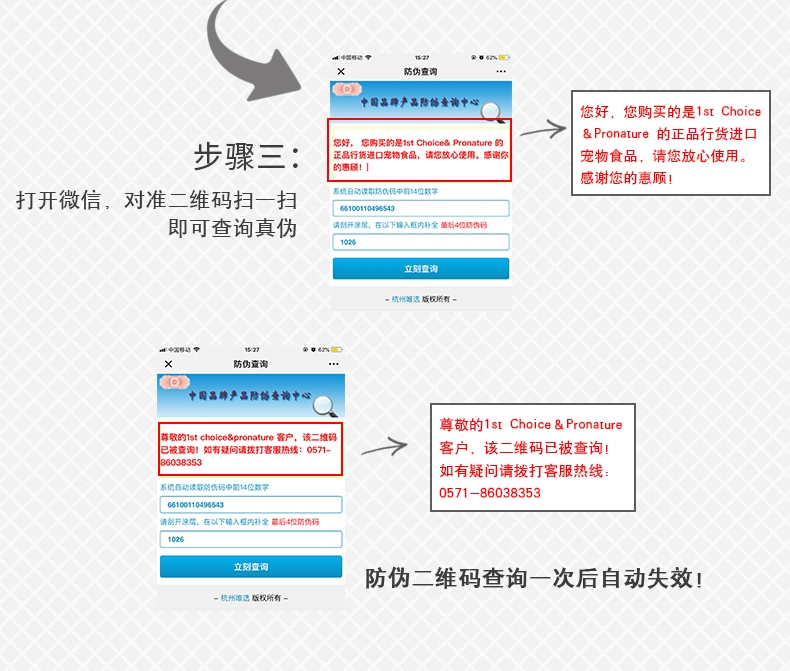 中国移动 15:27 62%
防伪查询
中国品牌产品防伪查询中心
您好， 您购买的是1st Choice& Pronature 的
正品行货进口宠物食品，请您放心使用。感谢你
的惠顾！
系统自动读取防伪码中前14位数字
66100110496543
请刮开涂层，在以下输入框内补全 最后4位防伪码
1026
立刻查询
– 杭州唯选 版权所有 –
您好，您购买的是1st Choice
＆Pronature 的正品行货进口
宠物食品，请您放心使用。
感谢您的惠顾！
步骤三：
打开微信，对准二维码扫一扫
即可查询真伪
中国移动 15:27 62%
防伪查询
中国品牌产品防伪查询中心
尊敬的1st choice&pronature 客户，该二维码
已被查询！如有疑问请拨打客服热线：0571-
86038353
系统自动读取防伪码中前14位数字
66100110496543
请刮开涂层，在以下输入框内补全 最后4位防伪码
1026
立刻查询
– 杭州唯选 版权所有 –
尊敬的1st Choice＆Pronature
客户，该二维码已被查询！
如有疑问请拨打客服热线：
0571-86038353
防伪二维码查询一次后自动失效！